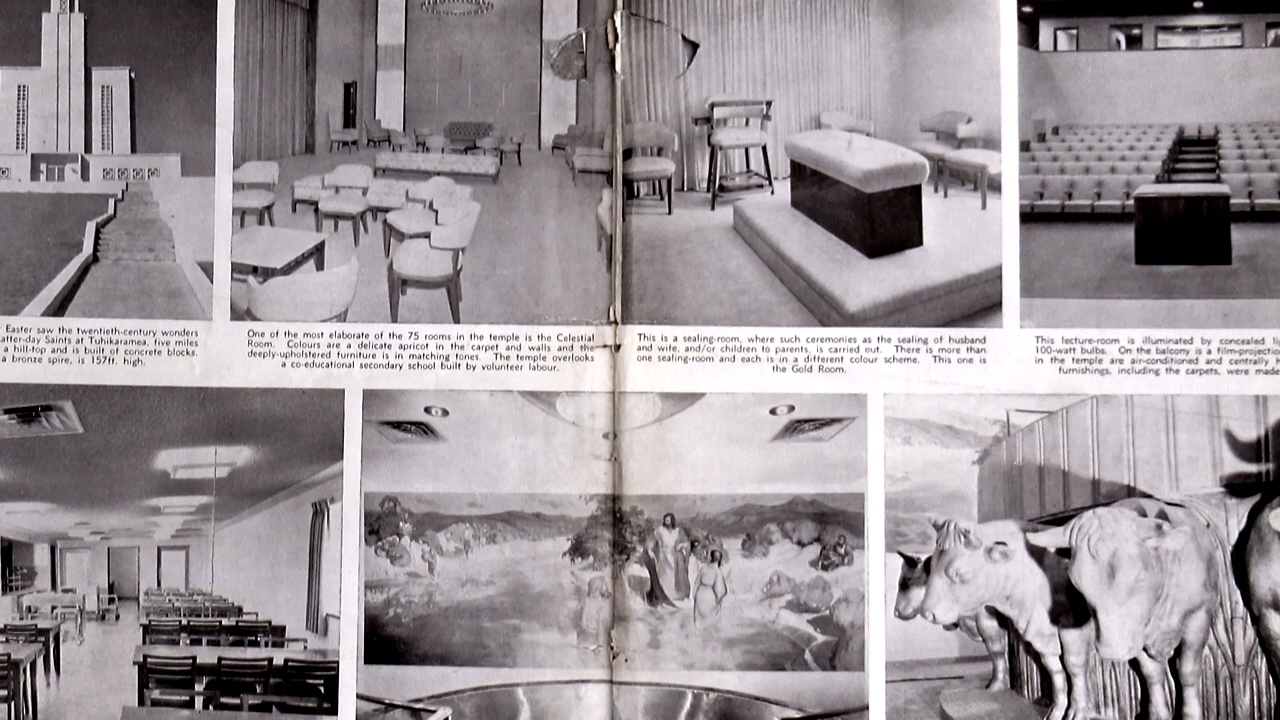 Easter saw the twentieth-century wonders
atter-day Saints at Tuhikaramea, five miles
a hill-top and is built of concrete blocks.
a bronze spire, is 157ft. high.
One of the most elaborate of the 75 rooms in the temple is the Celestial
Room. Colours are a delicate apricot in the carpet and walls and the
deeply-upholstered furniture is in matching tones. The temple overlooks
a co-educational secondary school built by volunteer labour.
This is a sealing-room, where such ceremonies as the sealing of husband
and wife, and/or children to parents, is carried out. There is more than
one sealing-room and each is in a different colour scheme. This one is
the Gold Room.
This lecture-room is illuminated by concealed li
100-watt bulbs. On the balcony is a film-projectio
in the temple are air-conditioned and centrally
furnishings, including the carpets, were made